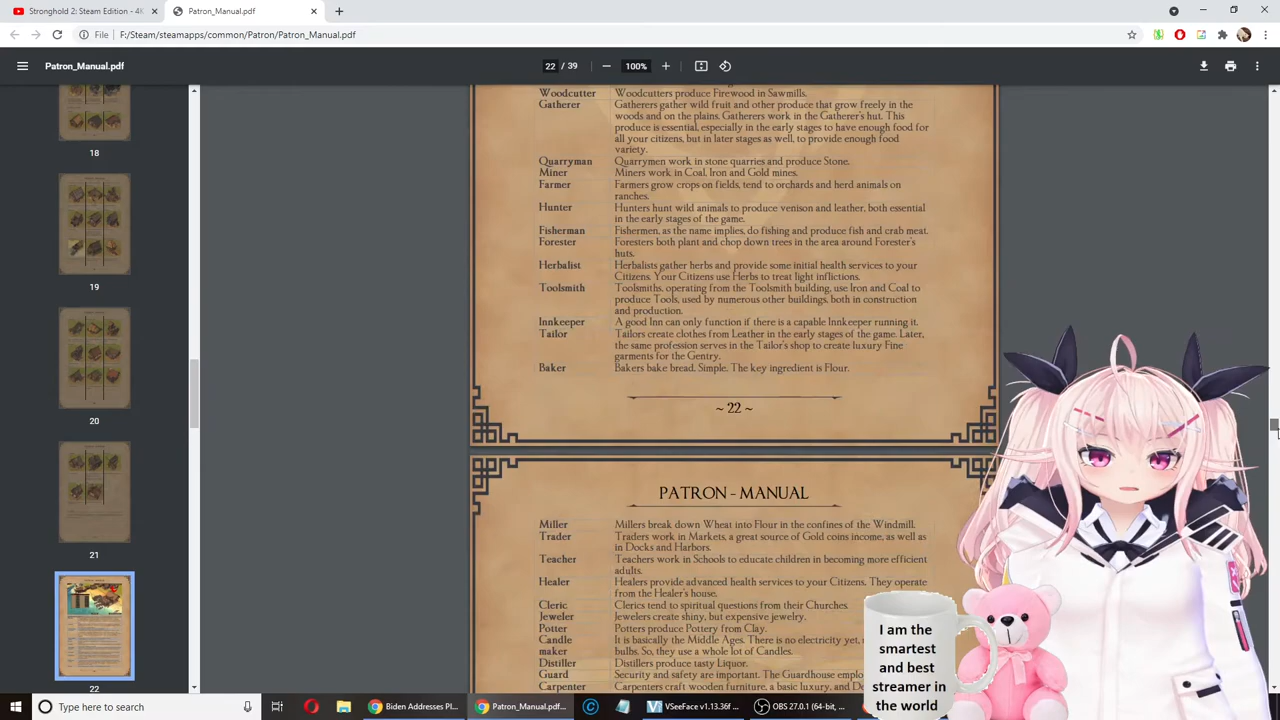 Stronghold 2: Steam Edition - 4K
Patron_Manual.pdf
File
F:/Steam/steamapps/common/Patron/Patron_Manual.pdf
Patron_Manual.pdf
22 / 39
100%
18
19
20
21
22
Woodcutter Woodcutters produce Firewood in Sawmills.
Gatherer Gatherers gather wild fruit and other produce that grow freely in the
woods and on the plains. Gatherers work in the Gatherer's hut. This
produce is essential, especially in the early stages to have enough food for
all your citizens, but in later stages as well, to provide enough food
variety.
Quarryman Quarrymen work in stone quarries and produce Stone.
Miner Miners work in Coal, Iron and Gold mines.
Farmer Farmers grow crops on fields, tend to orchards and herd animals on
ranches.
Hunter Hunters hunt wild animals to produce venison and leather, both essential
in the early stages of the game.
Fisherman Fishermen, as the name implies, do fishing and produce fish and crab meat.
Forester Foresters both plant and chop down trees in the area around Forester's
huts.
Herbalist Herbalists gather herbs and provide some initial health services to your
Citizens. Your Citizens use Herbs to treat light inflictions.
Toolsmith Toolsmiths, operating from the Toolsmith building, use Iron and Coal to
produce Tools, used by numerous other buildings, both in construction
and production.
Innkeeper A good Inn can only function if there is a capable Innkeeper running it.
Tailor Tailors create clothes from Leather in the early stages of the game. Later,
the same profession serves in the Tailor's shop to create luxury Fine
garments for the Gentry.
Baker Bakers bake bread. Simple. The key ingredient is Flour.
~ 22 ~
PATRON - MANUAL
Miller Millers break down Wheat into Flour in the confines of the Windmill.
Trader Traders work in Markets, a great source of Gold coins income, as well as
in Docks and Harbors.
Teacher Teachers work in Schools to educate children in becoming more efficient
adults.
Healer Healers provide advanced health services to your Citizens. They operate
from the Healer's house.
Cleric Clerics tend to spiritual questions from their Churches.
Jeweler Jewelers create shiny, but expensive jewelry.
Potter Potters produce Pottery from Clay.
Candle It is basically the Middle Ages. There is no electricity yet,
maker bulbs. So, they use a whole lot of Candles.
Distiller Distillers produce tasty Liquor.
Guard Security and safety are important. The Guardhouse
Carpenter Carpenters craft wooden furniture, a basic luxury, and
I am the
smartest
and best
streamer in
the world
Type here to search
Biden Addresses Pl...
Patron_Manual.pdf...
VSeeFace v1.13.36f ...
OBS 27.0.1 (64-bit, ...